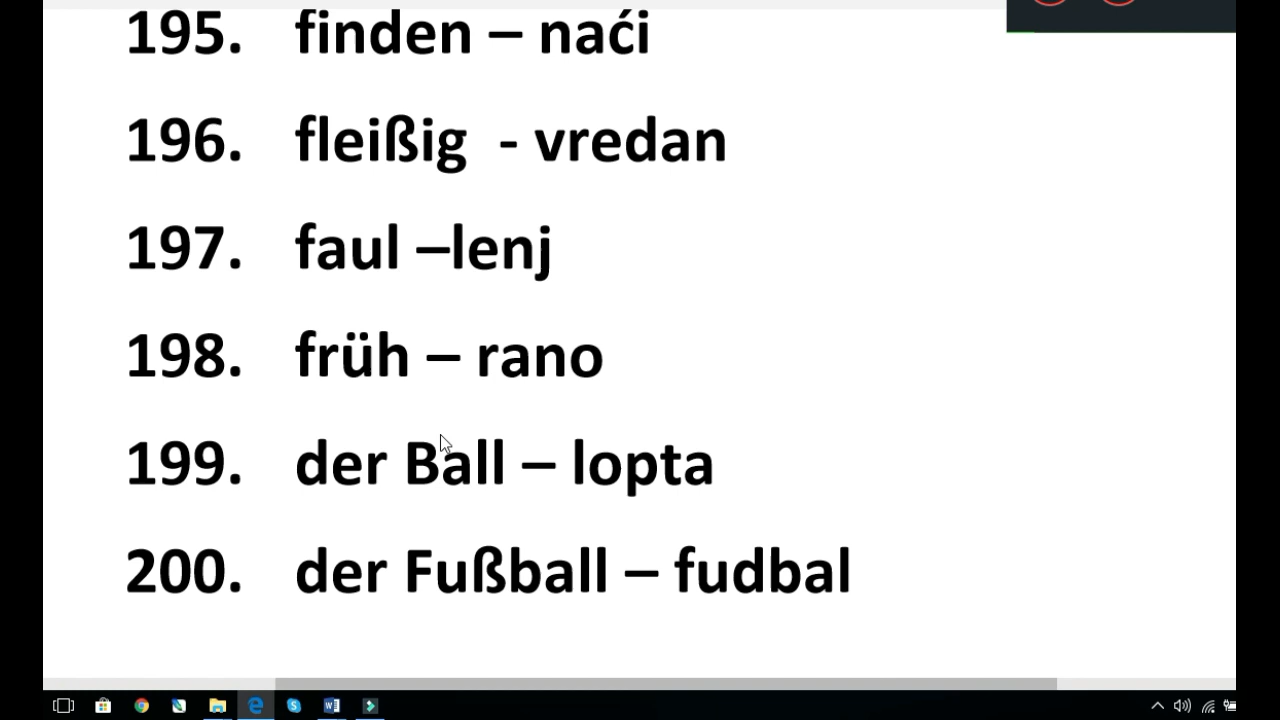 195. finden – naći
196. fleißig - vredan
197. faul –lenj
198. früh – rano
199. der Ball – lopta
200. der Fußball – fudbal